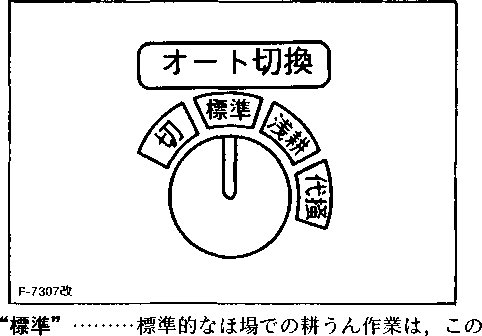 オート切換
切
標準
浅耕
代掻
F-7307改
“標準” ………標準的なほ場での耕うん作業は，この